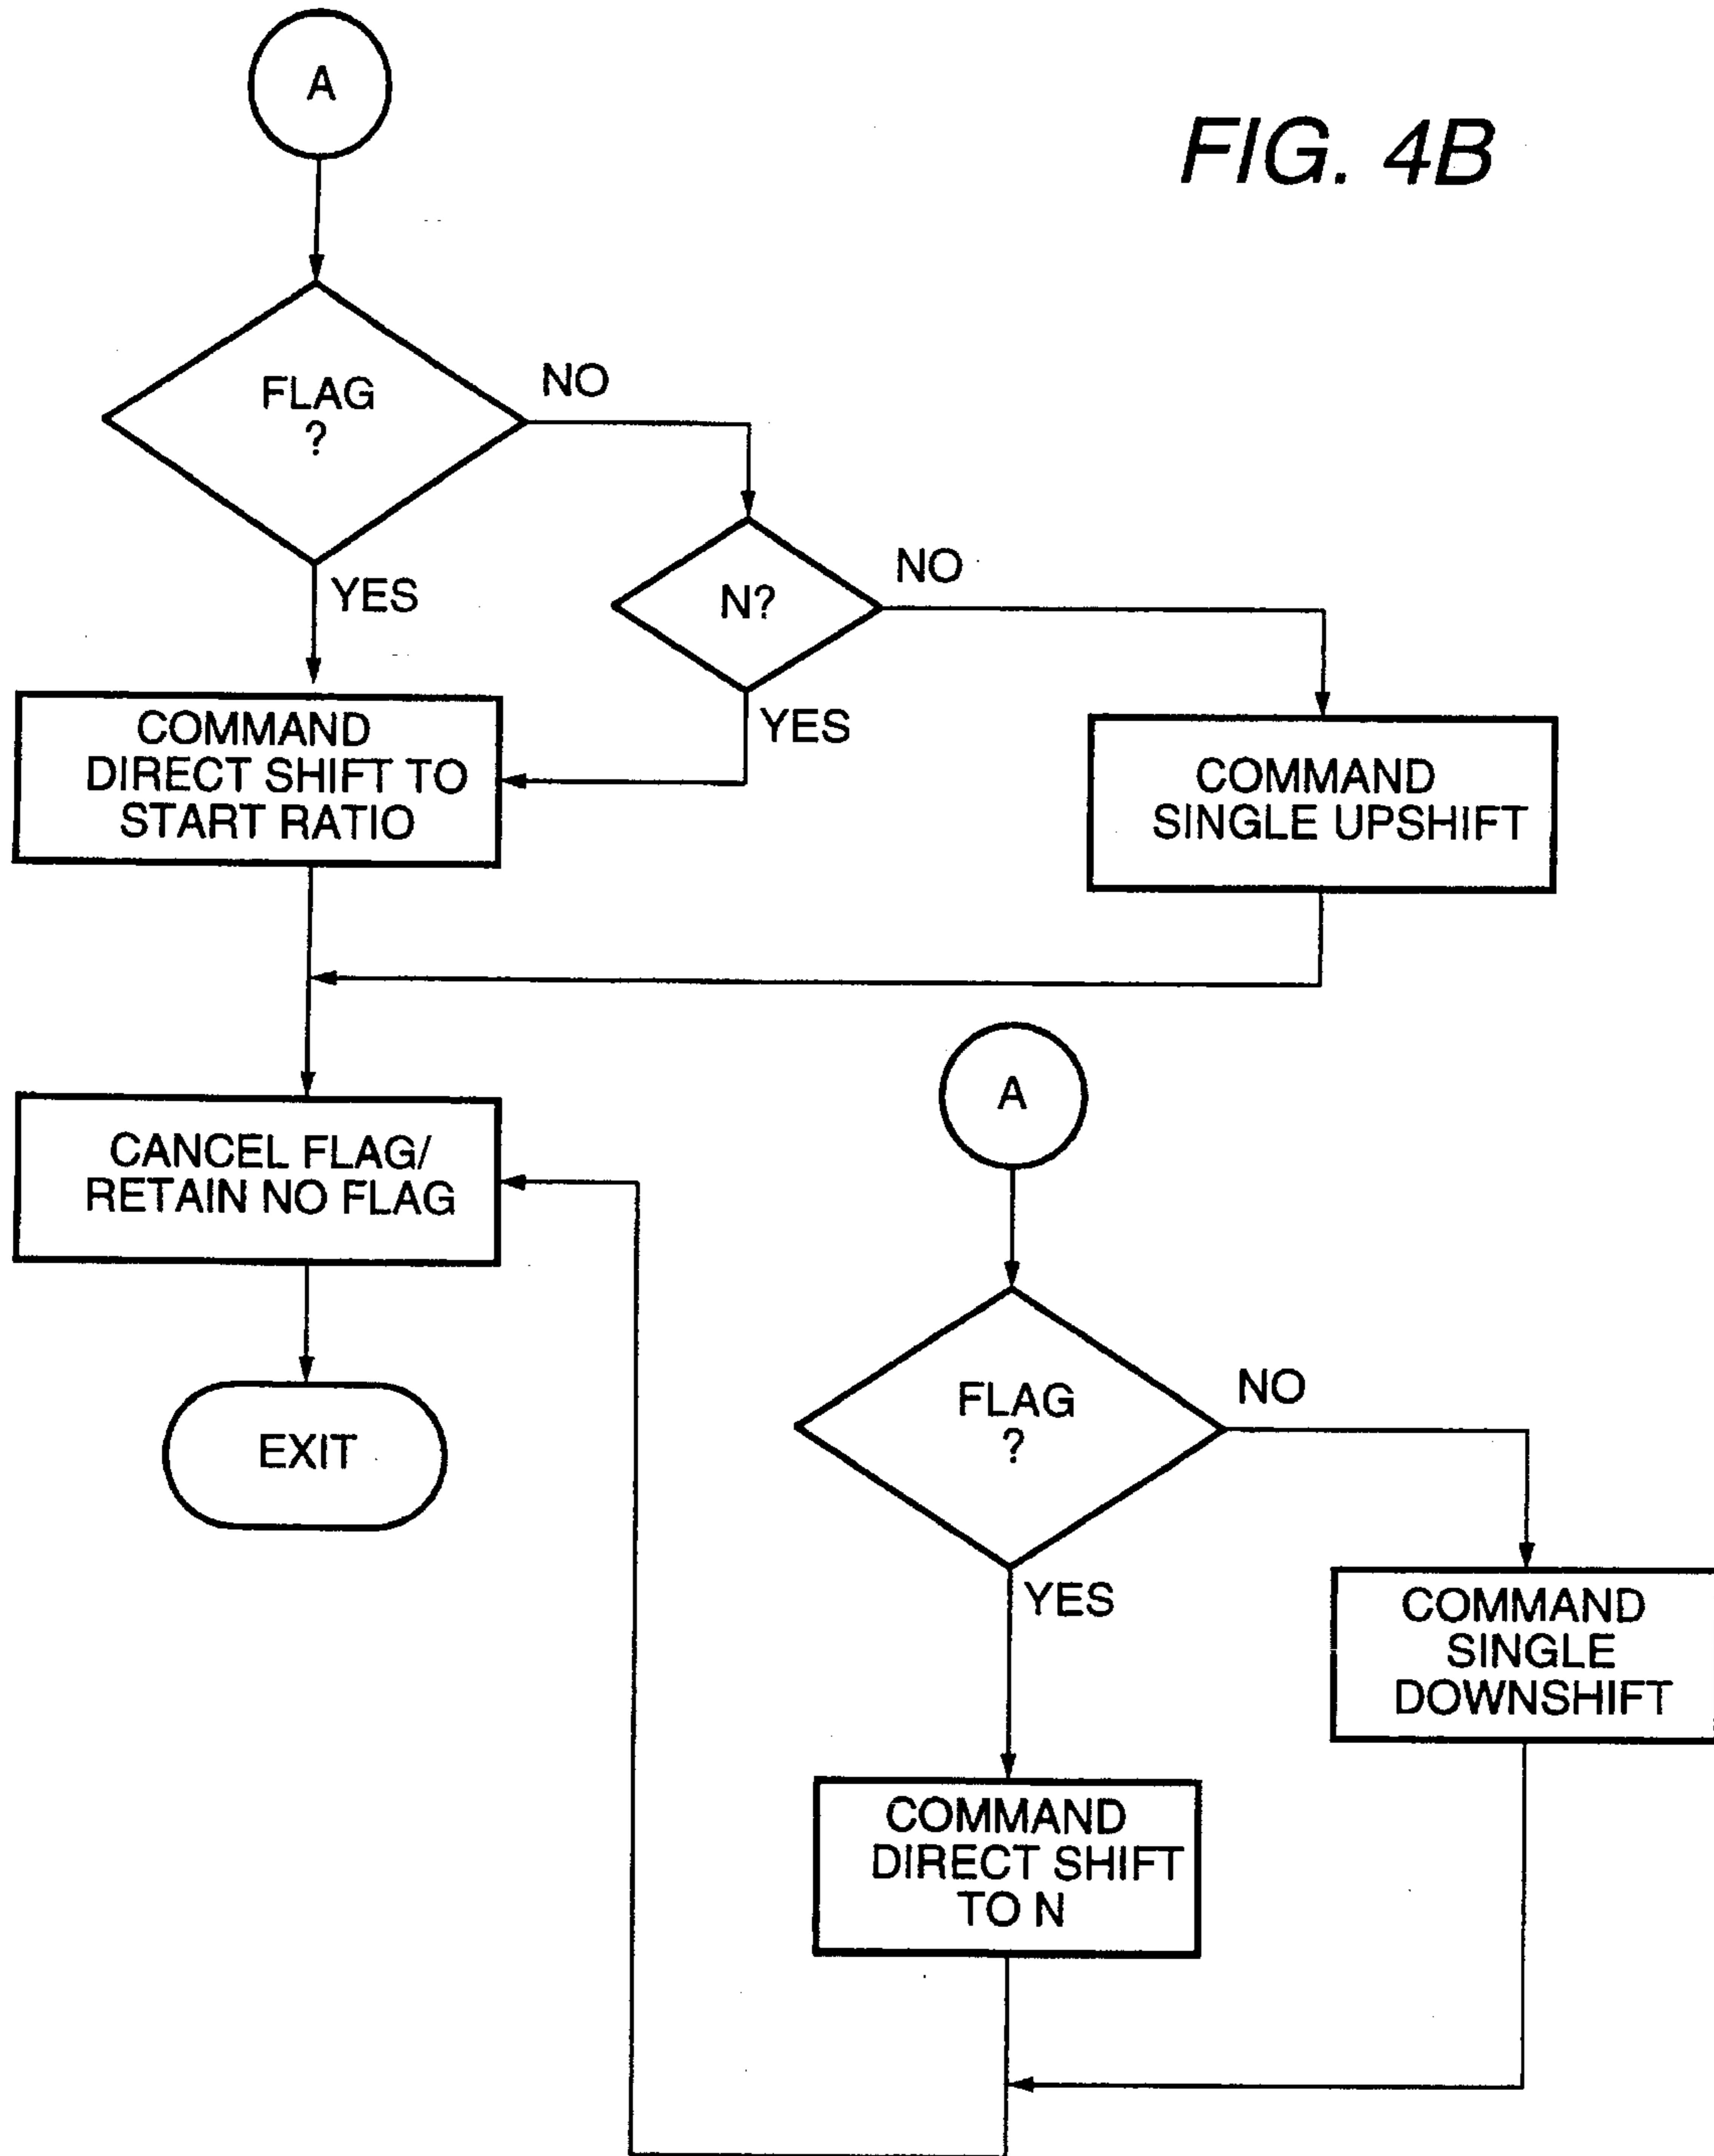 A
FIG. 4B
FLAG
?
NO
YES
N?
NO
YES
COMMAND
DIRECT SHIFT TO
START RATIO
COMMAND
SINGLE UPSHIFT
CANCEL FLAG/
RETAIN NO FLAG
EXIT
A
FLAG
?
NO
YES
COMMAND
SINGLE
DOWNSHIFT
COMMAND
DIRECT SHIFT
TO N